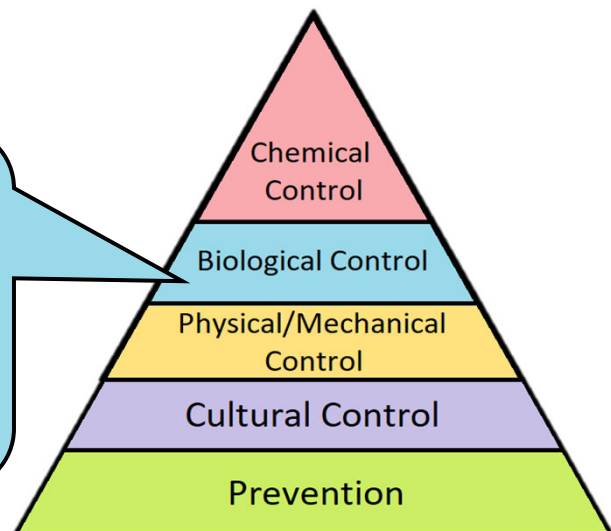 Chemical
Control
Biological Control
Physical/Mechanical
Control
Cultural Control
Prevention